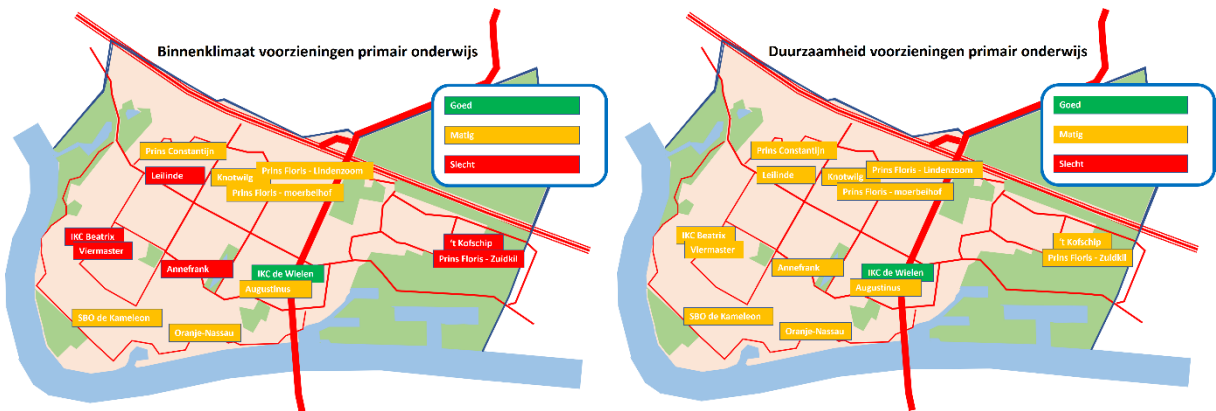 Binnenklimaat voorzieningen primair onderwijs
Goed
Matig
Slecht
Prins Constantijn
Leilinde
Knotwilg
Prins Floris - Lindenzoom
Prins Floris - moerbeihof
IKC Beatrix
Viermaster
't Kofschip
Prins Floris - Zuidkil
Annefrank
IKC de Wielen
Augustinus
SBO de Kameleon
Oranje-Nassau
Duurzaamheid voorzieningen primair onderwijs
Goed
Matig
Slecht
Prins Constantijn
Leilinde
Knotwilg
Prins Floris - Lindenzoom
Prins Floris - moerbeihof
IKC Beatrix
Viermaster
't Kofschip
Prins Floris - Zuidkil
Annefrank
IKC de Wielen
Augustinus
SBO de Kameleon
Oranje-Nassau